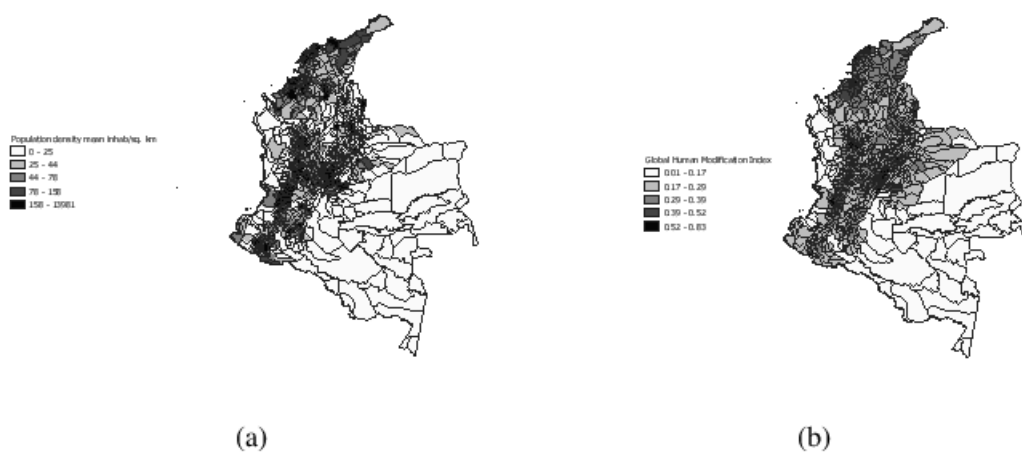 Population density mean inhab/sq. km
0 - 25
25 - 44
44 - 78
78 - 158
158 - 13981
Global Human Modification Index
0.01 - 0.17
0.17 - 0.29
0.29 - 0.39
0.39 - 0.52
0.52 - 0.83
(a)
(b)